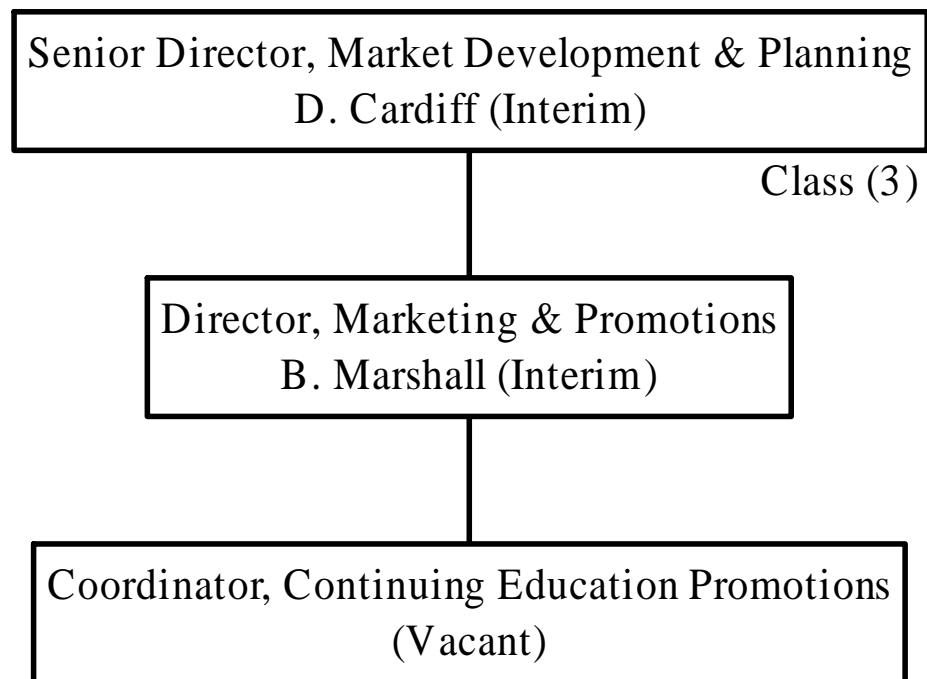 Senior Director, Market Development & Planning
D. Cardiff (Interim)
Class (3)
Director, Marketing & Promotions
B. Marshall (Interim)
Coordinator, Continuing Education Promotions
(Vacant)